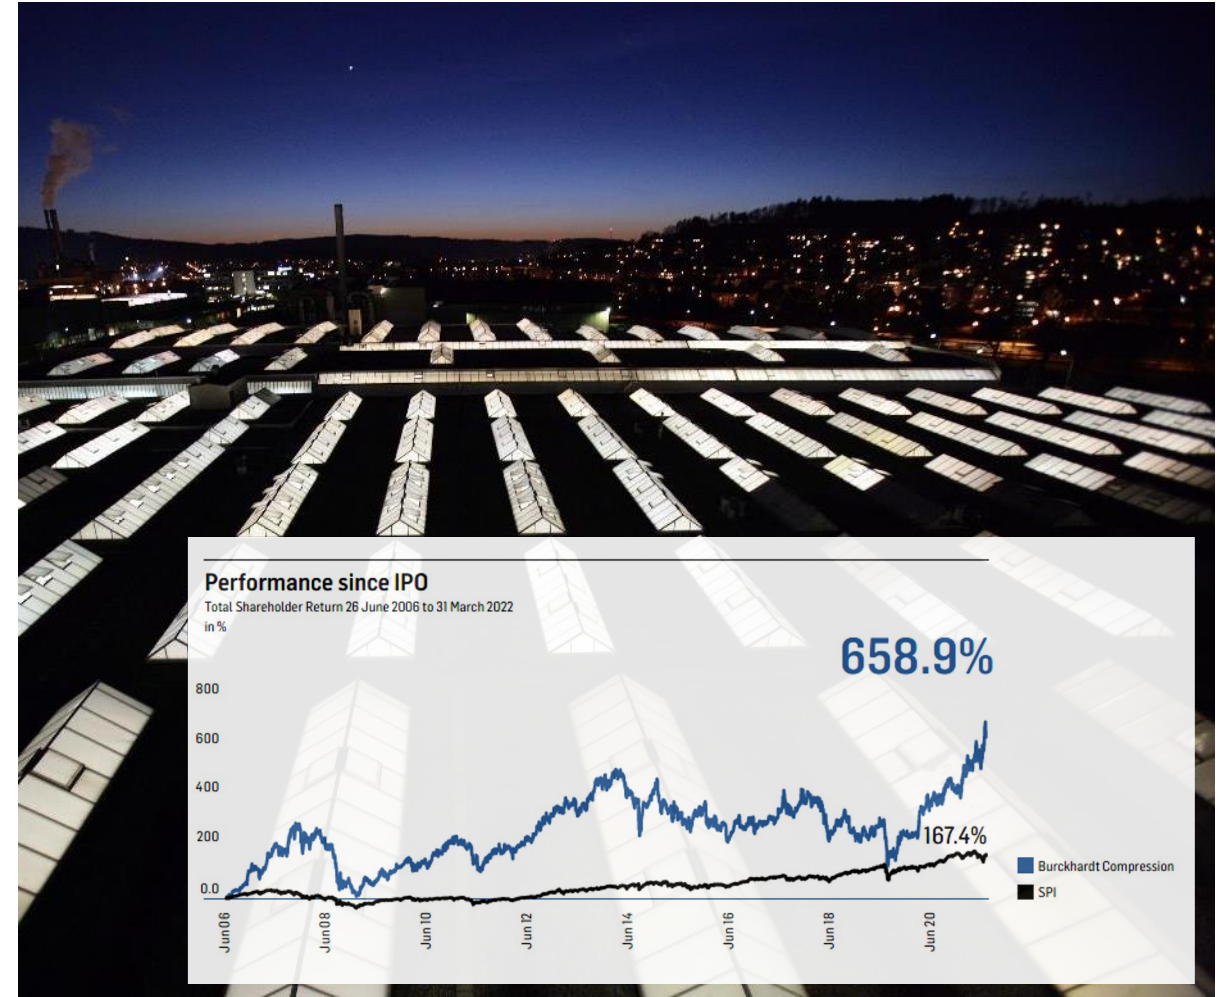 Performance since IPO
Total Shareholder Return 26 June 2006 to 31 March 2022
in %
658.9%
800
600
400
200
0.0
167.4%
Burckhardt Compression
SPI
Jun 06
Jun 08
Jun 10
Jun 12
Jun 14
Jun 16
Jun 18
Jun 20